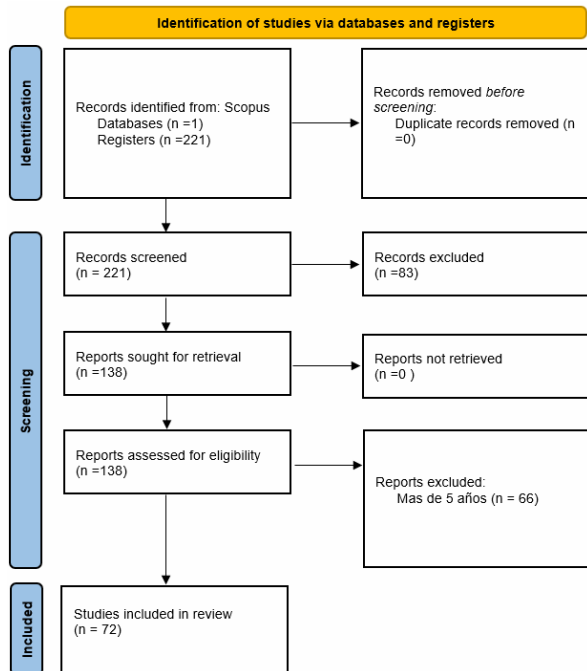 Identification of studies via databases and registers
Identification
Records identified from: Scopus
Databases (n =1)
Registers (n =221)
Records removed before
screening:
Duplicate records removed (n
=0)
Screening
Records screened
(n = 221)
Records excluded
(n =83)
Reports sought for retrieval
(n =138)
Reports not retrieved
(n =0 )
Reports assessed for eligibility
(n =138)
Reports excluded:
Mas de 5 años (n = 66)
Included
Studies included in review
(n = 72)